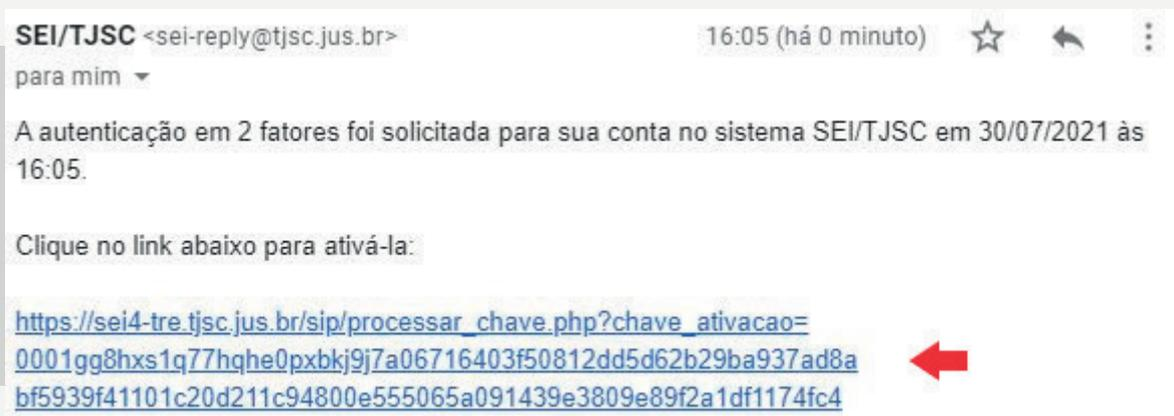 SEI/TJSC <sei-reply@tjsc.jus.br> 16:05 (há 0 minuto)
para mim
A autenticação em 2 fatores foi solicitada para sua conta no sistema SEI/TJSC em 30/07/2021 às
16:05.
Clique no link abaixo para ativá-la:
https://sei4-tre.tjsc.jus.br/sip/processar_chave.php?chave_ativacao=
0001gg8hxs1q77hqhe0pxbkj9j7a06716403f50812dd5d62b29ba937ad8a
bf5939f41101c20d211c94800e555065a091439e3809e89f2a1df1174fc4